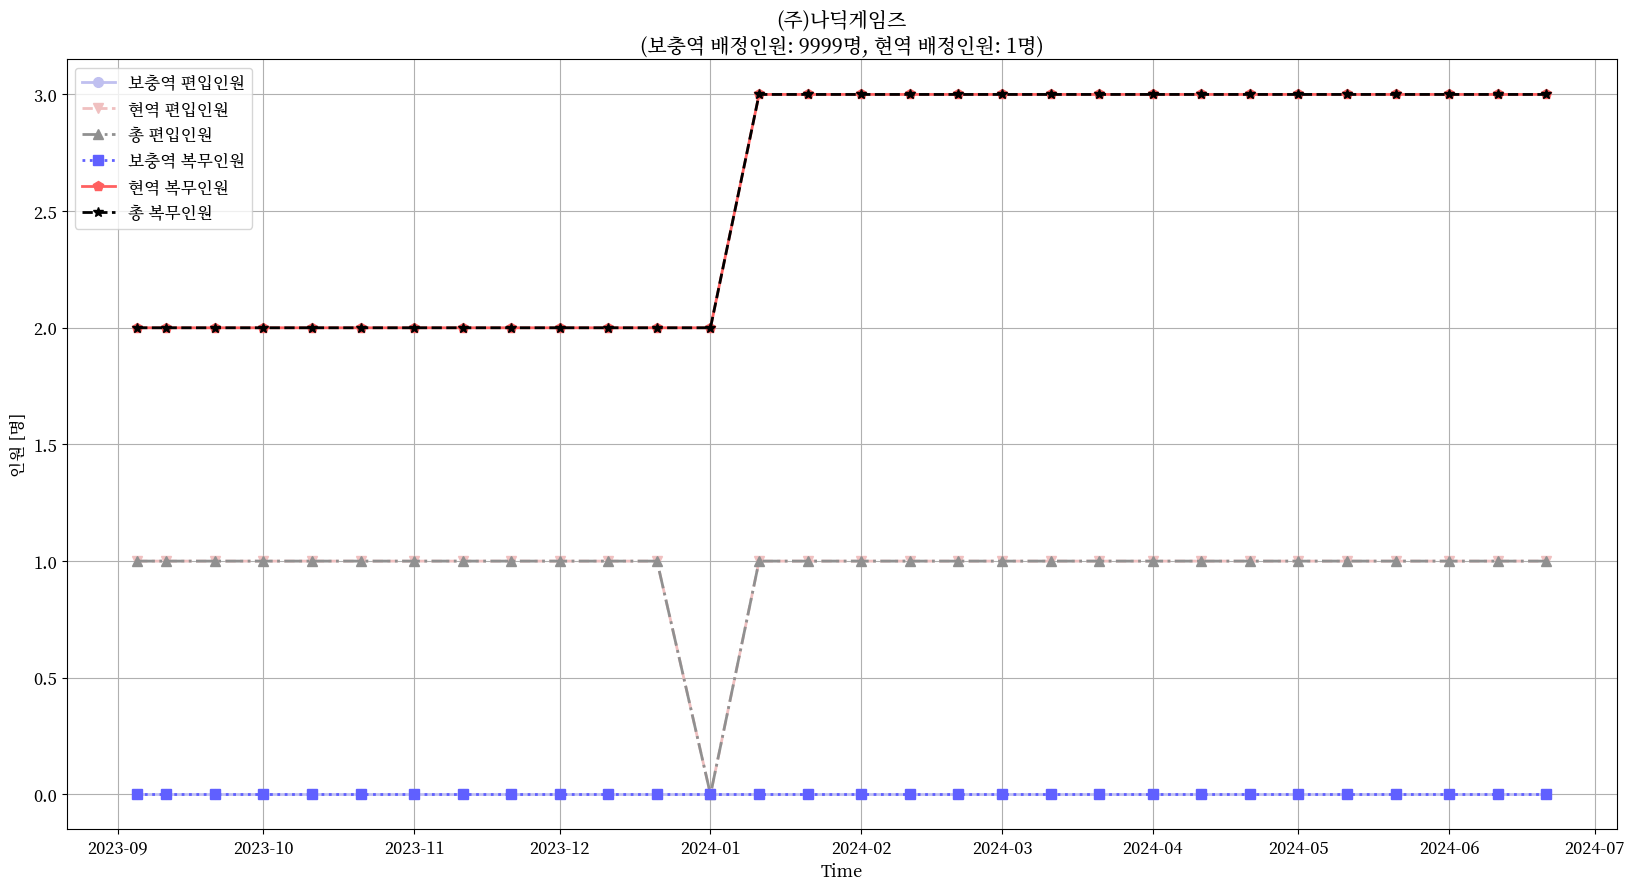 (주)나딕게임즈
(보충역 배정인원: 9999명, 현역 배정인원: 1명)
보충역 편입인원
현역 편입인원
총 편입인원
보충역 복무인원
현역 복무인원
총 복무인원
인원 [명]
3.0
2.5
2.0
1.5
1.0
0.5
0.0
2023-09 2023-10 2023-11 2023-12 2024-01 2024-02 2024-03 2024-04 2024-05 2024-06 2024-07
Time